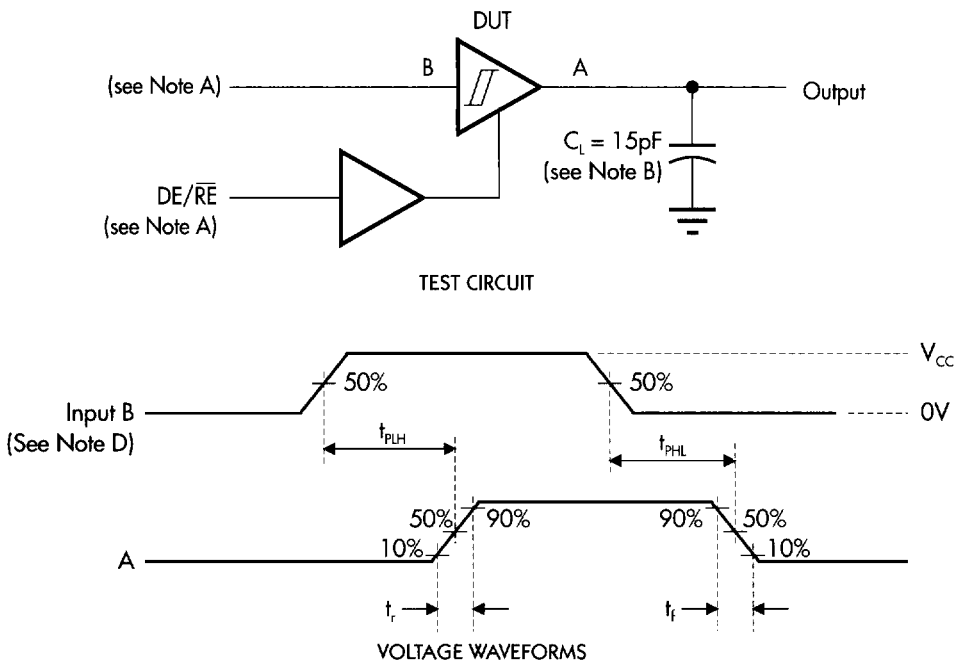 DUT
(see Note A)
B
A
Output
C_L = 15pF
(see Note B)
DE/R̅E̅
(see Note A)
TEST CIRCUIT
V_CC
50%
50%
Input B
0V
(See Note D)
t_PLH
t_PHL
50%
90%
90%
50%
10%
10%
A
t_r
t_f
VOLTAGE WAVEFORMS